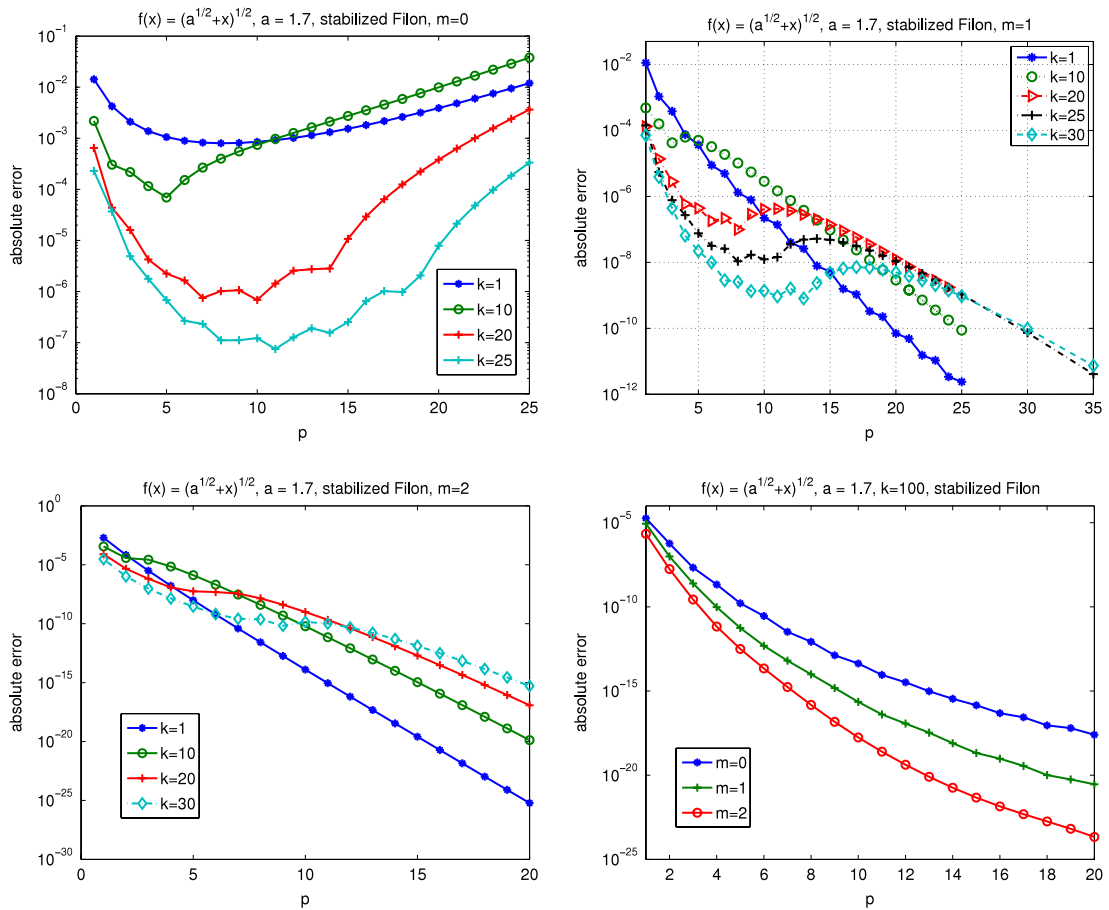 f(x) = (a^{1/2}+x)^{1/2}, a = 1.7, stabilized Filon, m=0
absolute error
10^{-1}
10^{-2}
10^{-3}
10^{-4}
10^{-5}
10^{-6}
10^{-7}
10^{-8}
k=1
k=10
k=20
k=25
0 5 10 15 20 25
p
f(x) = (a^{1/2}+x)^{1/2}, a = 1.7, stabilized Filon, m=1
absolute error
10^{-2}
10^{-4}
10^{-6}
10^{-8}
10^{-10}
10^{-12}
k=1
k=10
k=20
k=25
k=30
5 10 15 20 25 30 35
p
f(x) = (a^{1/2}+x)^{1/2}, a = 1.7, stabilized Filon, m=2
absolute error
10^{0}
10^{-5}
10^{-10}
10^{-15}
10^{-20}
10^{-25}
10^{-30}
k=1
k=10
k=20
k=30
0 5 10 15 20
p
f(x) = (a^{1/2}+x)^{1/2}, a = 1.7, k=100, stabilized Filon
absolute error
10^{-5}
10^{-10}
10^{-15}
10^{-20}
10^{-25}
m=0
m=1
m=2
2 4 6 8 10 12 14 16 18 20
p